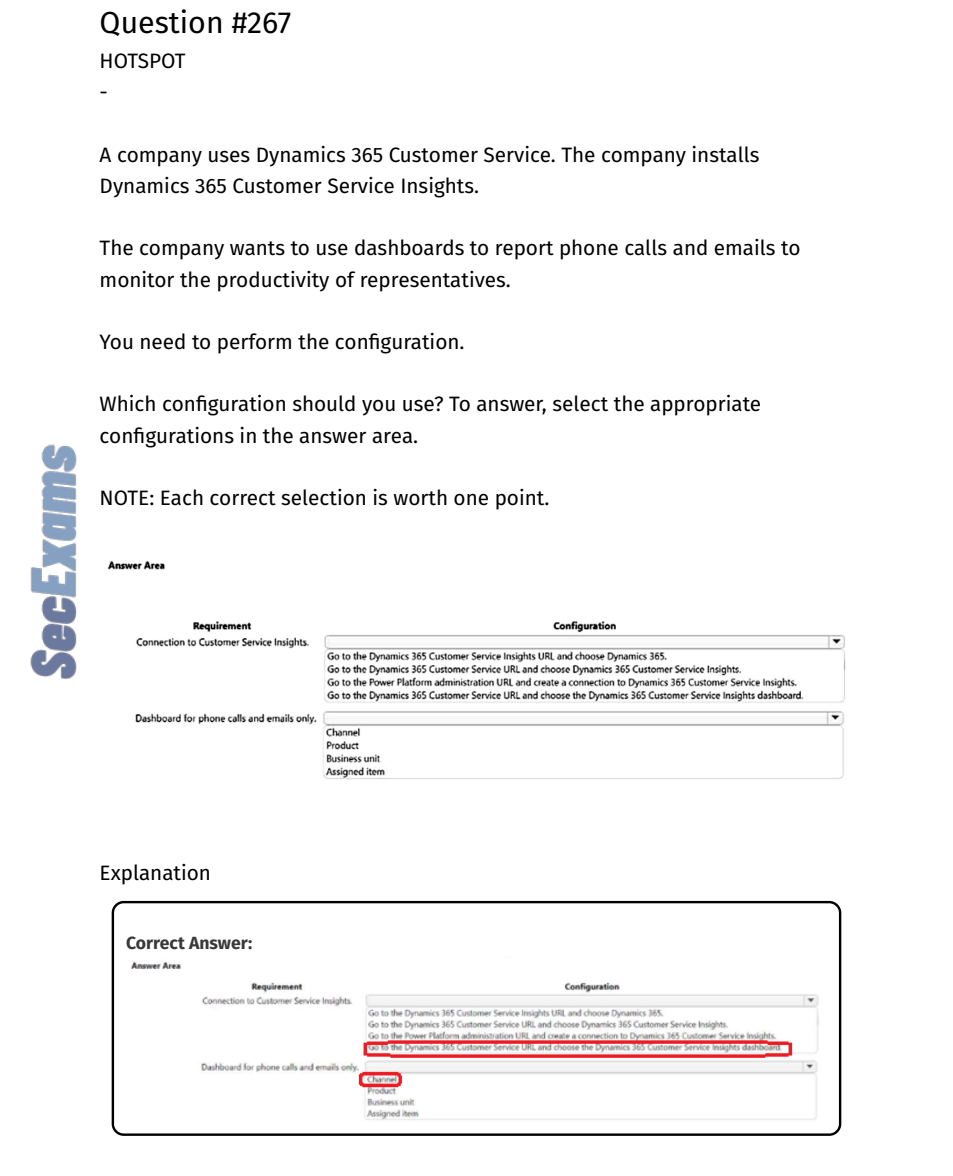 Question #267
HOTSPOT
-
A company uses Dynamics 365 Customer Service. The company installs
Dynamics 365 Customer Service Insights.
The company wants to use dashboards to report phone calls and emails to
monitor the productivity of representatives.
You need to perform the configuration.
Which configuration should you use? To answer, select the appropriate
configurations in the answer area.
NOTE: Each correct selection is worth one point.
SecExams
Answer Area
Requirement Configuration
Connection to Customer Service Insights.
Go to the Dynamics 365 Customer Service Insights URL and choose Dynamics 365.
Go to the Dynamics 365 Customer Service URL and choose Dynamics 365 Customer Service Insights.
Go to the Power Platform administration URL and create a connection to Dynamics 365 Customer Service Insights.
Go to the Dynamics 365 Customer Service URL and choose the Dynamics 365 Customer Service Insights dashboard.
Dashboard for phone calls and emails only.
Channel
Product
Business unit
Assigned item
Explanation
Correct Answer:
Answer Area
Requirement Configuration
Connection to Customer Service Insights.
Go to the Dynamics 365 Customer Service Insights URL and choose Dynamics 365.
Go to the Dynamics 365 Customer Service URL and choose Dynamics 365 Customer Service Insights.
Go to the Power Platform administration URL and create a connection to Dynamics 365 Customer Service Insights.
Go to the Dynamics 365 Customer Service URL and choose the Dynamics 365 Customer Service Insights dashboard.
Dashboard for phone calls and emails only.
Channel
Product
Business unit
Assigned item